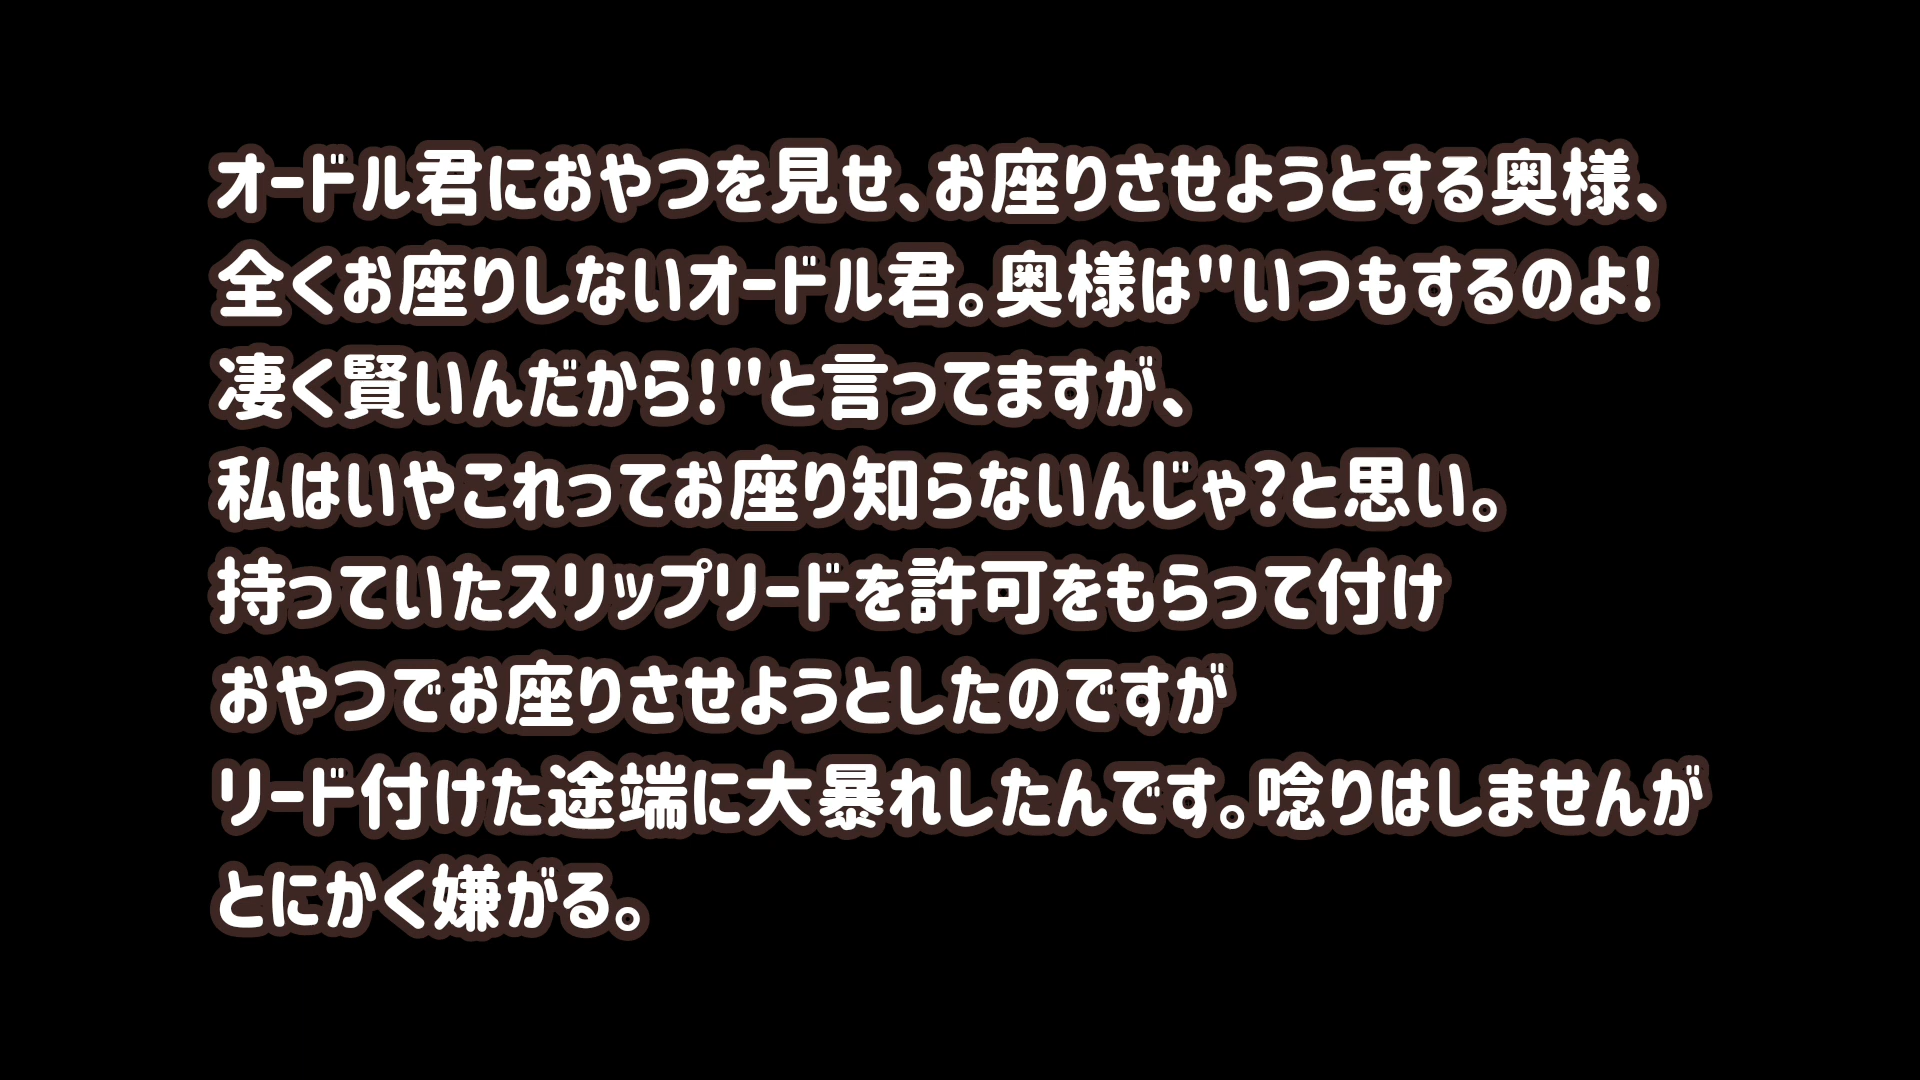 オードル君におやつを見せ、お座りさせようとする奥様、
全くお座りしないオードル君。奥様は"いつもするのよ!
凄く賢いんだから!"と言ってますが、
私はいやこれってお座り知らないんじゃ?と思い。
持っていたスリップリードを許可をもらって付け
おやつでお座りさせようとしたのですが
リード付けた途端に大暴れしたんです。唸りはしませんが
とにかく嫌がる。